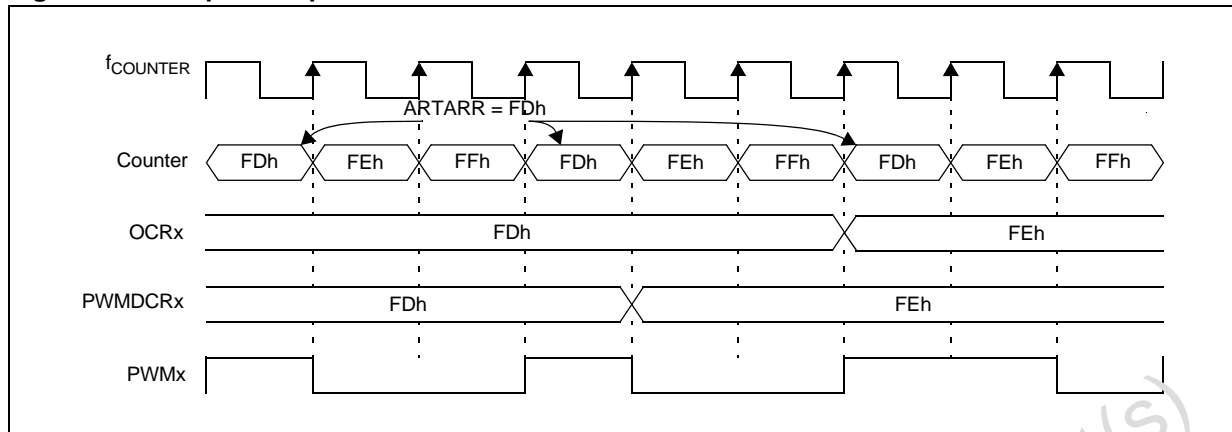 fCOUNTER
ARTARR = FDh
Counter FDh FEh FFh FDh FEh FFh FDh FEh FFh
OCRx FDh FEh
PWMDCRx FDh FEh
PWMx